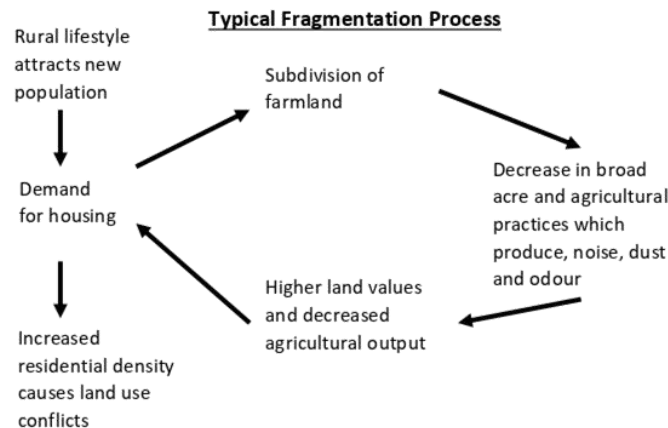 Typical Fragmentation Process
Rural lifestyle
attracts new
population
Subdivision of
farmland
Decrease in broad
acre and agricultural
practices which
produce, noise, dust
and odour
Higher land values
and decreased
agricultural output
Demand
for housing
Increased
residential density
causes land use
conflicts